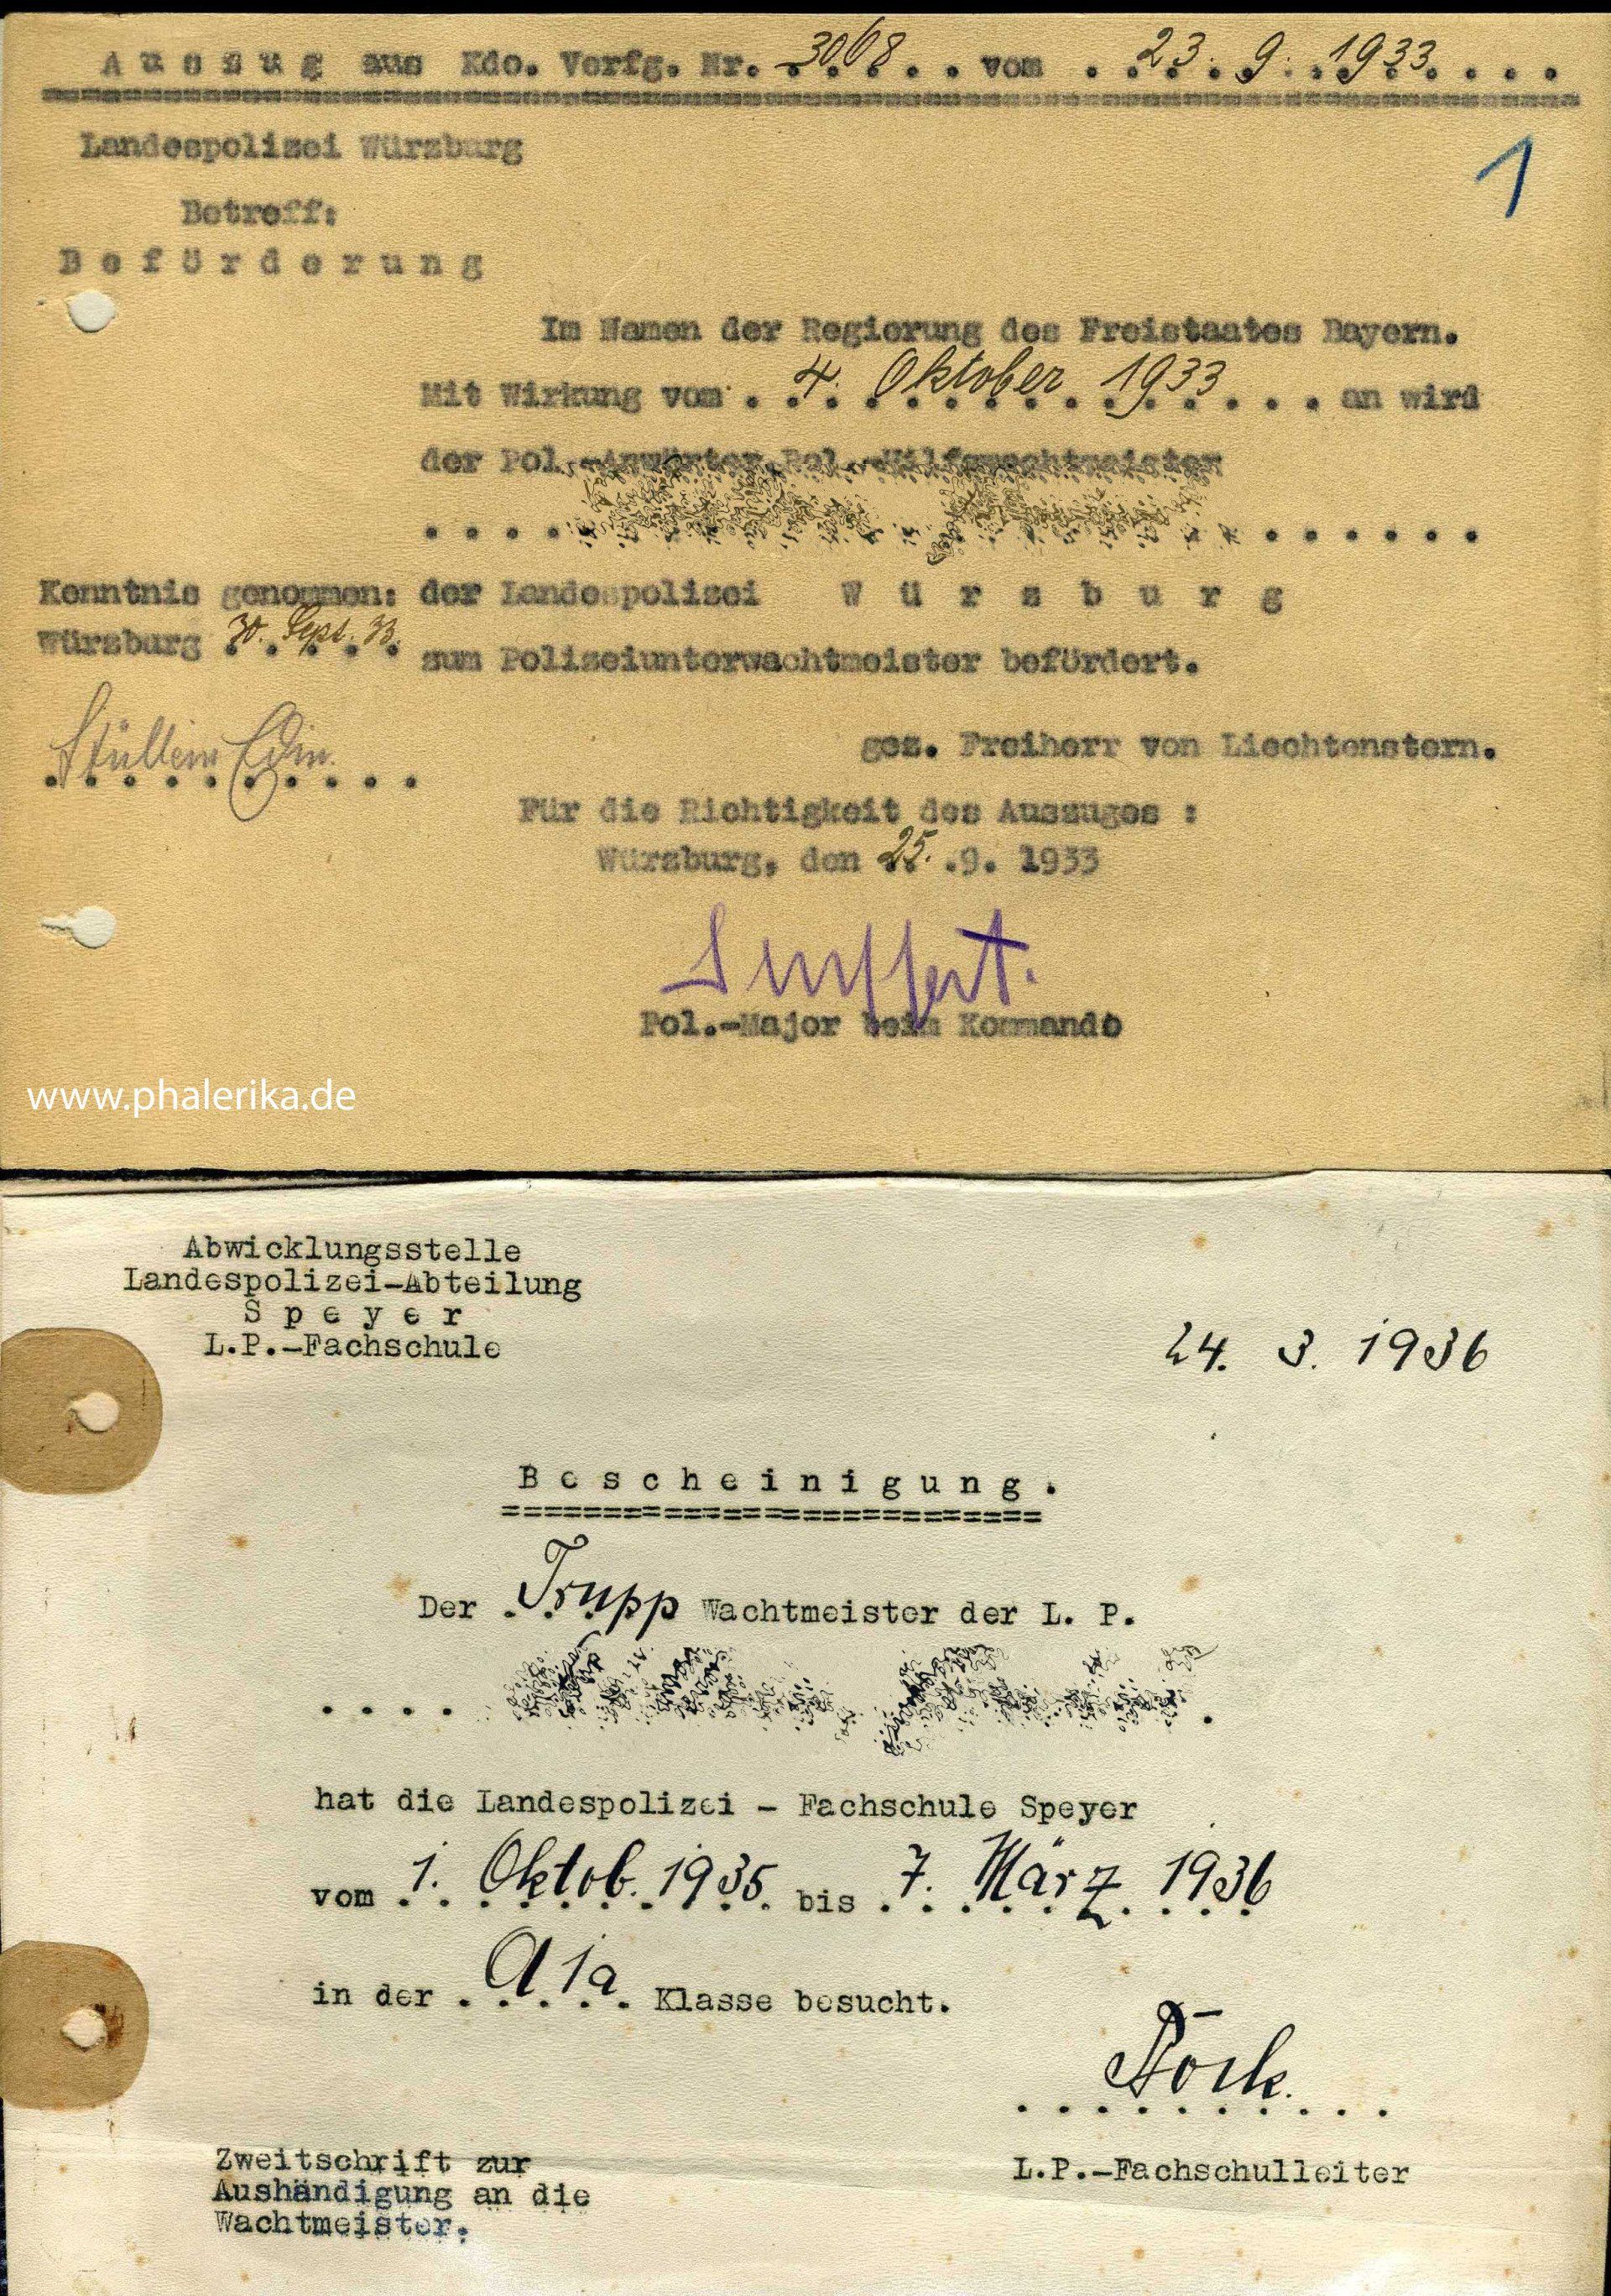 Auszug aus Kdo. Verfg. Nr. 3068 . . vom . 23. 9. 1933 . . . .
Landespolizei Würzburg
1
Betreff:
Beförderung
Im Namen der Regierung des Freistaates Bayern.
Mit Wirkung vom . 4. Oktober 1933 . . . an wird
der Pol.-Anwärter, Pol.-Hilfswachtmeister
Kenntnis genommen: der Landespolizei Würzburg
Würzburg 30. Sept. 33.
zum Polizeiunterwachtmeister befördert.
gez. Freiherr von Liechtenstern.
Für die Richtigkeit des Auszuges :
Würzburg, den 25. .9. 1933
Pol.-Major beim Kommando
www.phalerika.de
Abwicklungsstelle
Landespolizei-Abteilung
Speyer
L.P.-Fachschule
24. 3. 1936
Bescheinigung.
Der . Trupp Wachtmeister der L. P.
hat die Landespolizei - Fachschule Speyer
vom 1. Oktob. 1935 bis 7. März 1936
in der . A 1a . Klasse besucht.
L.P.-Fachschulleiter
Zweitschrift zur
Aushändigung an die
Wachtmeister.